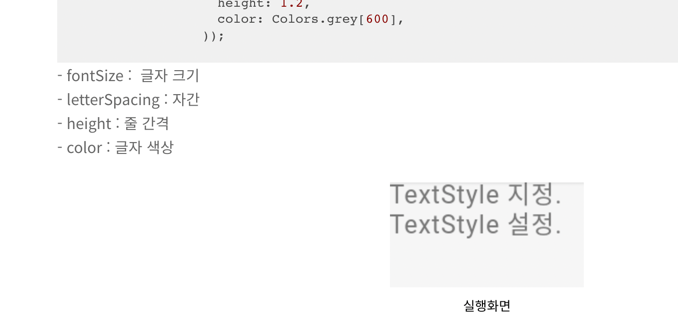 height: 1.2,
color: Colors.grey[600],
));
- fontSize :  글자 크기
- letterSpacing : 자간
- height : 줄 간격
- color : 글자 색상
TextStyle 지정.
TextStyle 설정.
실행화면